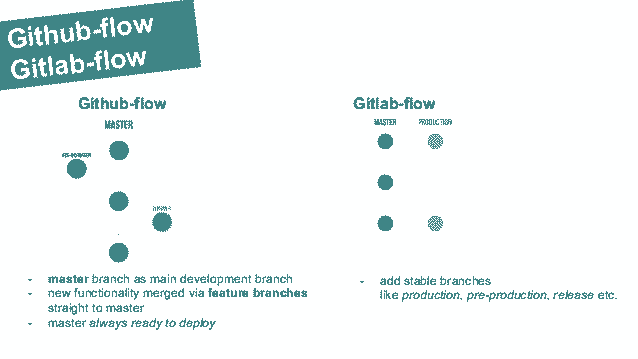 Github-flow
Gitlab-flow
Github-flow
MASTER
- master branch as main development branch
- new functionality merged via feature branches
straight to master
- master always ready to deploy
Gitlab-flow
MASTER PRODUCTION
- add stable branches
like production, pre-production, release etc.